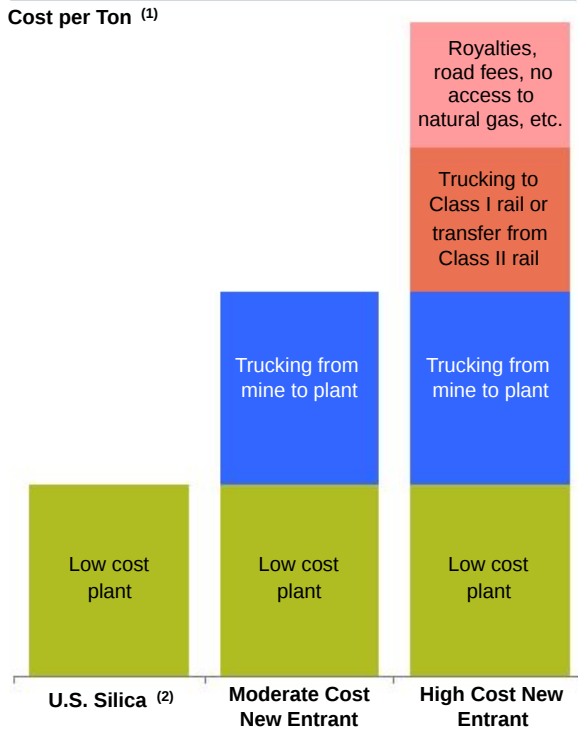 Cost per Ton (1)
Royalties,
road fees, no
access to
natural gas, etc.
Trucking to
Class I rail or
transfer from
Class II rail
Trucking from
mine to plant
Trucking from
mine to plant
Low cost
plant
Low cost
plant
Low cost
plant
U.S. Silica (2)
Moderate Cost
New Entrant
High Cost New
Entrant